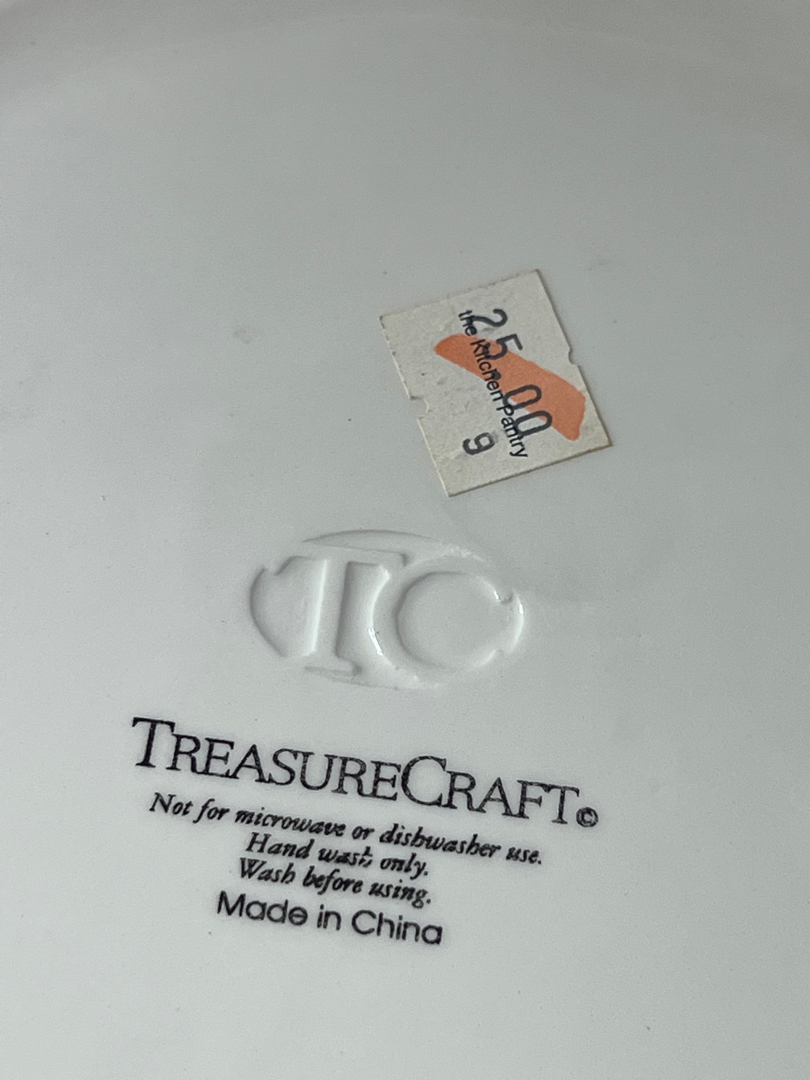 25.00
the Kitchen Pantry
9
TC
TREASURECRAFT©
Not for microwave or dishwasher use.
Hand wash only.
Wash before using.
Made in China